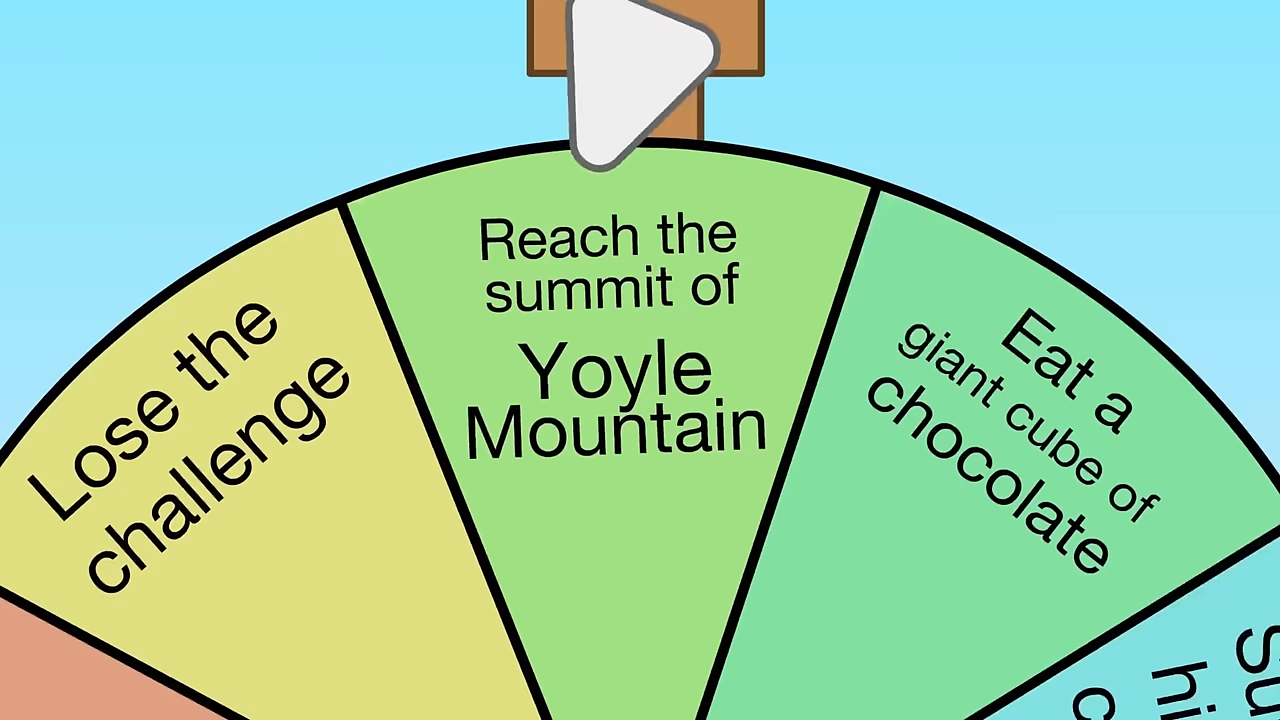 Lose the
challenge
Reach the
summit of
Yoyle
Mountain
Eat a
giant cube of
chocolate